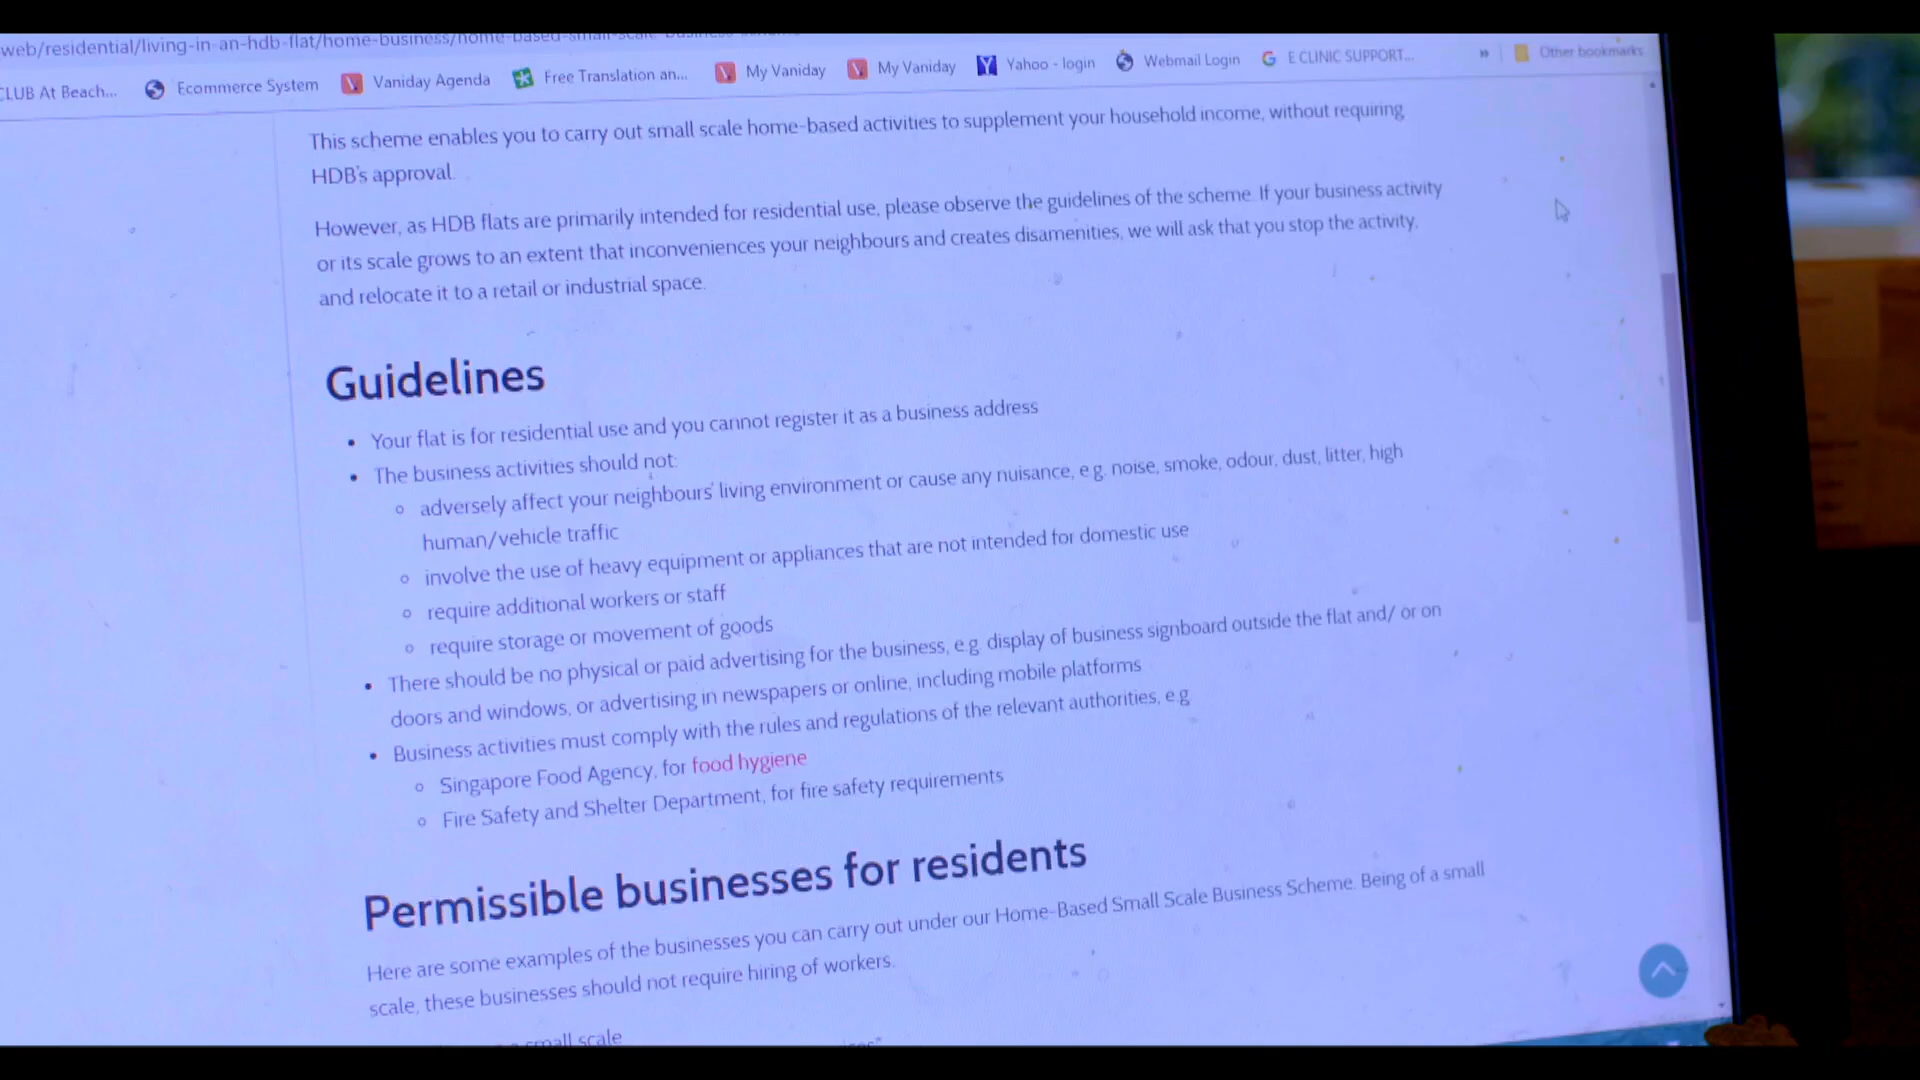 web/residential/living-in-an-hdb-flat/home-business/home-based-small-scale-business
CLUB At Beach... Ecommerce System Vaniday Agenda Free Translation an... My Vaniday My Vaniday Yahoo - login Webmail Login E CLINIC SUPPORT... » Other bookmarks
This scheme enables you to carry out small scale home-based activities to supplement your household income, without requiring
HDB's approval.
However, as HDB flats are primarily intended for residential use, please observe the guidelines of the scheme. If your business activity
or its scale grows to an extent that inconveniences your neighbours and creates disamenities, we will ask that you stop the activity,
and relocate it to a retail or industrial space.
Guidelines
• Your flat is for residential use and you cannot register it as a business address
• The business activities should not:
○ adversely affect your neighbours' living environment or cause any nuisance, e.g. noise, smoke, odour, dust, litter, high
human/vehicle traffic
○ involve the use of heavy equipment or appliances that are not intended for domestic use
○ require additional workers or staff
○ require storage or movement of goods
• There should be no physical or paid advertising for the business, e.g. display of business signboard outside the flat and/ or on
doors and windows, or advertising in newspapers or online, including mobile platforms
• Business activities must comply with the rules and regulations of the relevant authorities, e.g.
○ Singapore Food Agency, for food hygiene
○ Fire Safety and Shelter Department, for fire safety requirements
Permissible businesses for residents
Here are some examples of the businesses you can carry out under our Home-Based Small Scale Business Scheme. Being of a small
scale, these businesses should not require hiring of workers.
small scale